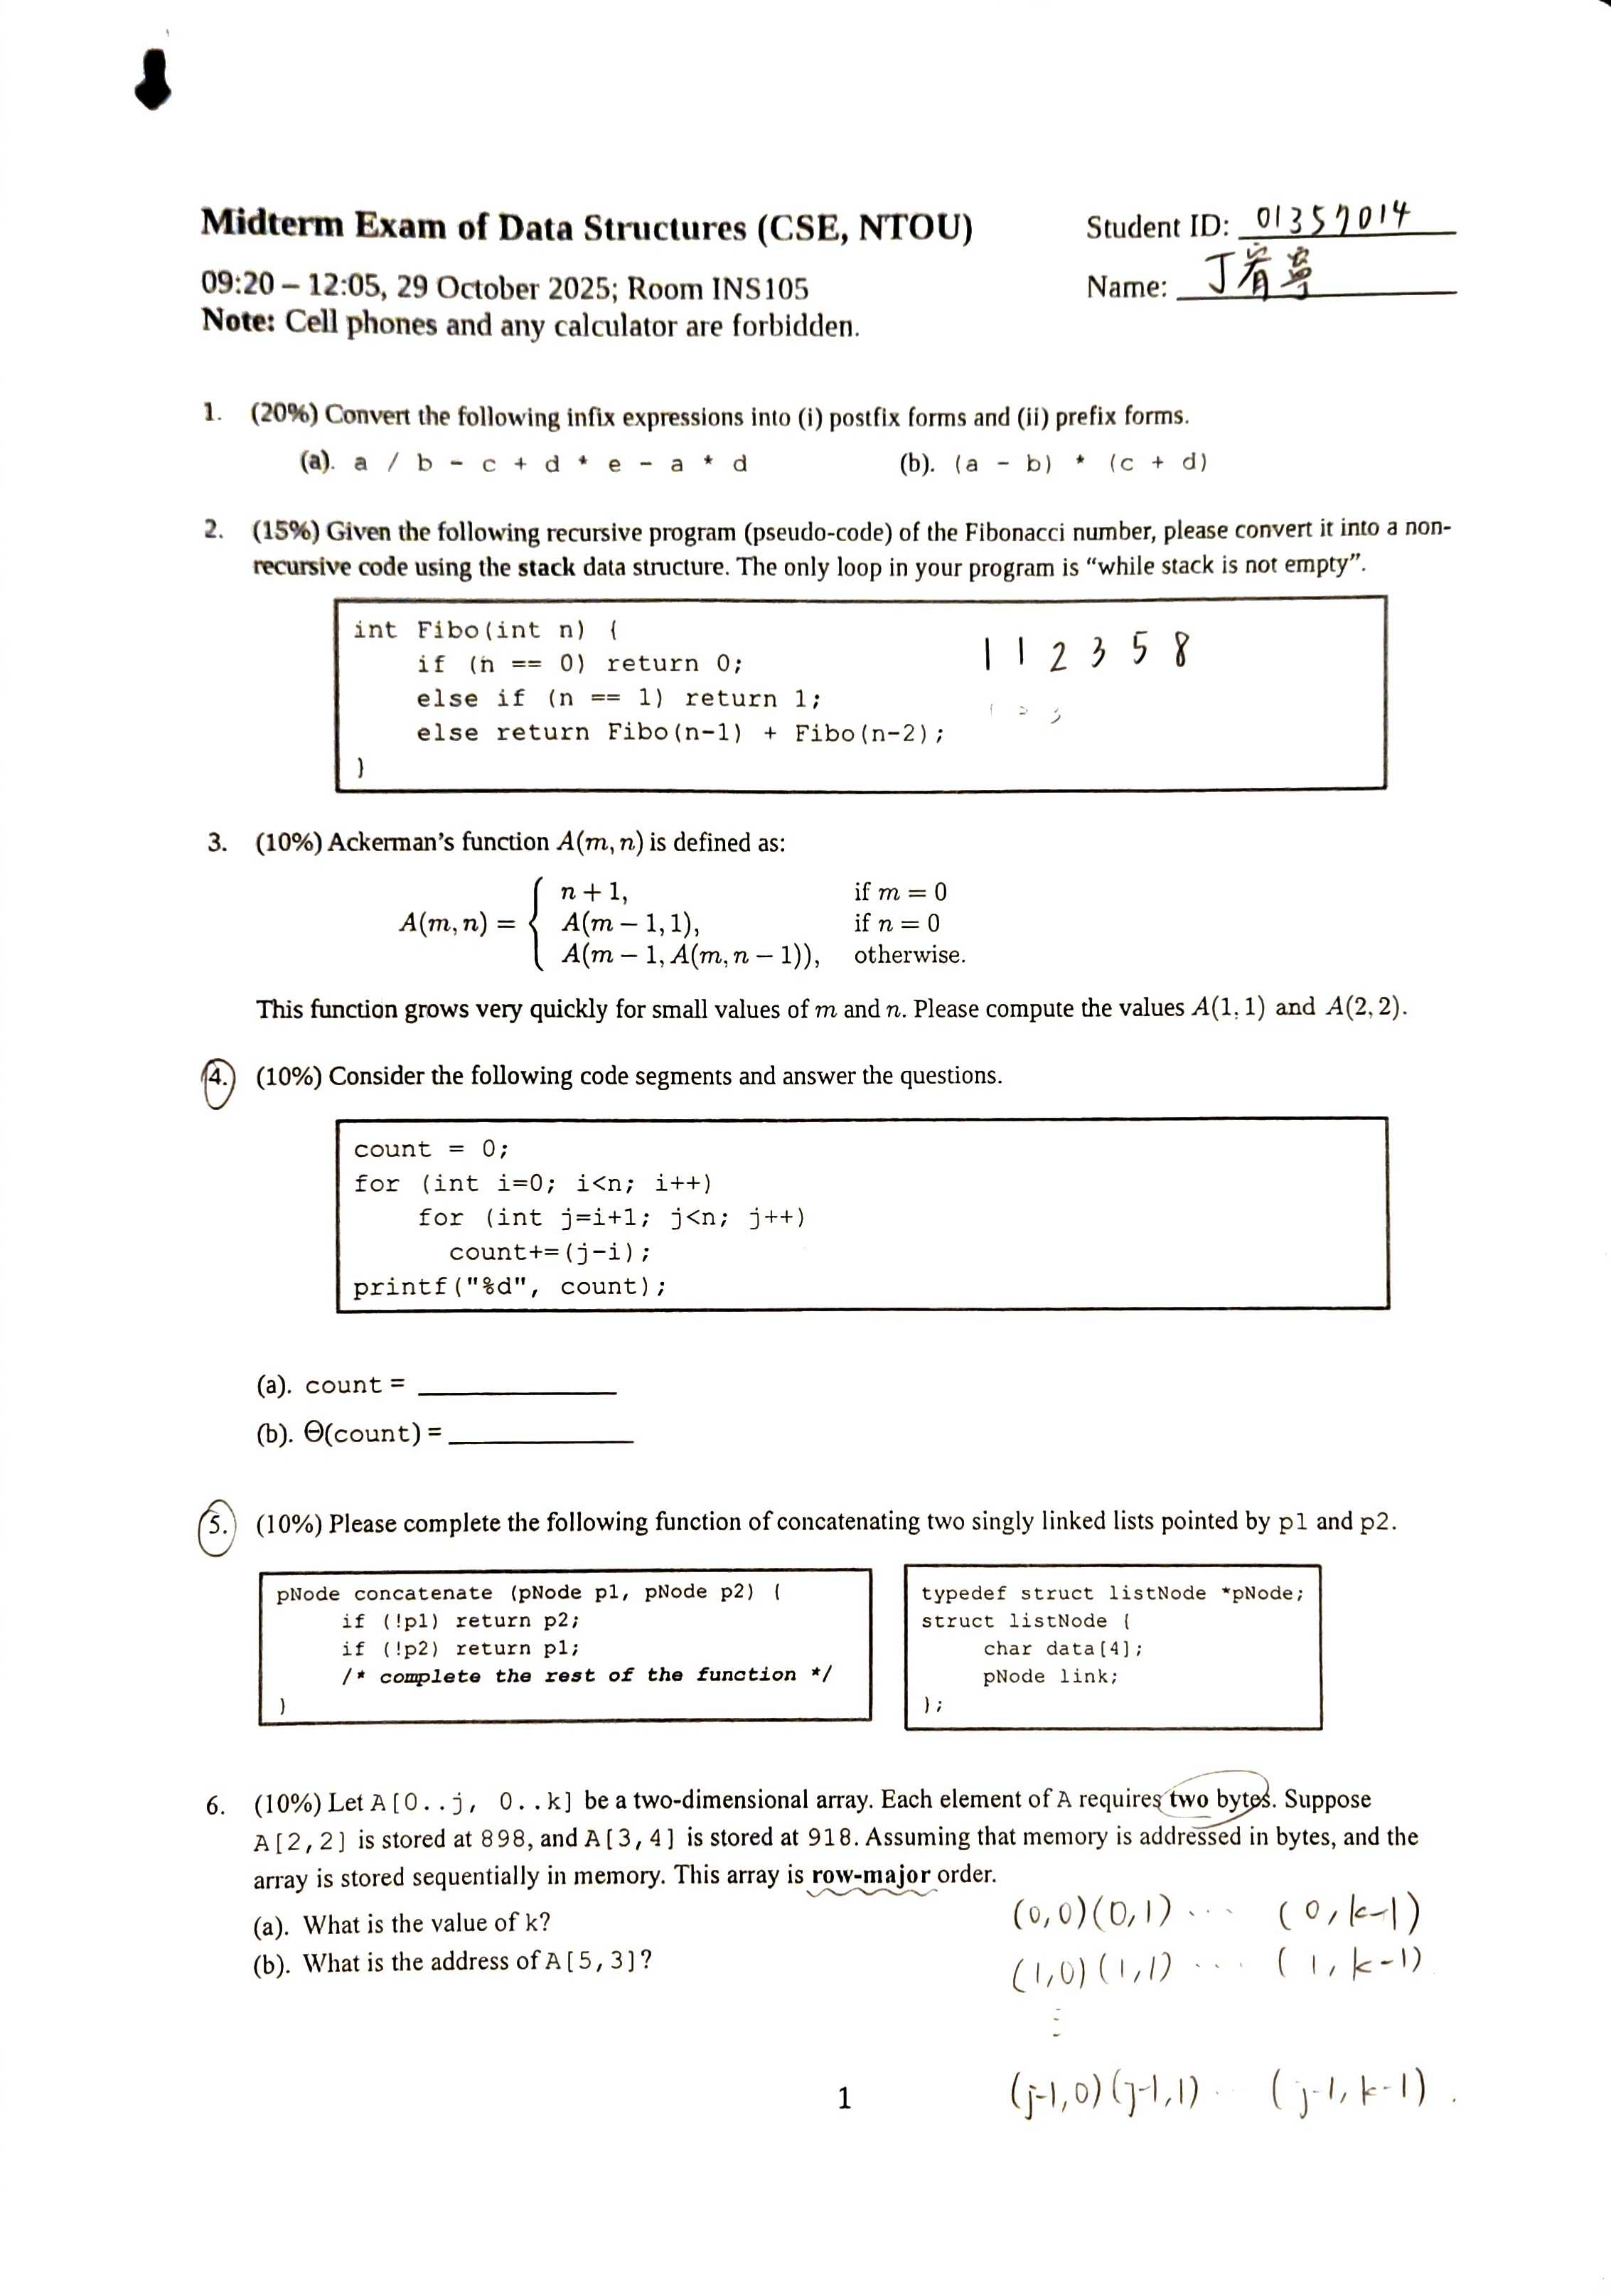 Midterm Exam of Data Structures (CSE, NTOU)
Student ID: 01357014
09:20 – 12:05, 29 October 2025; Room INS105
Name: 丁宥寧
Note: Cell phones and any calculator are forbidden.
1. (20%) Convert the following infix expressions into (i) postfix forms and (ii) prefix forms.
(a). a / b - c + d * e - a * d (b). (a - b) * (c + d)
2. (15%) Given the following recursive program (pseudo-code) of the Fibonacci number, please convert it into a non-
recursive code using the stack data structure. The only loop in your program is “while stack is not empty”.
int Fibo(int n) {
if (n == 0) return 0;
else if (n == 1) return 1;
else return Fibo(n-1) + Fibo(n-2);
}
1 1 2 3 5 8
1 2 3
3. (10%) Ackerman’s function A(m, n) is defined as:
n + 1, if m = 0
A(m, n) = { A(m − 1, 1), if n = 0
A(m − 1, A(m, n − 1)), otherwise.
This function grows very quickly for small values of m and n. Please compute the values A(1, 1) and A(2, 2).
4. (10%) Consider the following code segments and answer the questions.
count = 0;
for (int i=0; i<n; i++)
for (int j=i+1; j<n; j++)
count+=(j-i);
printf("%d", count);
(a). count =
(b). Θ(count) =
5. (10%) Please complete the following function of concatenating two singly linked lists pointed by p1 and p2.
pNode concatenate (pNode p1, pNode p2) {
if (!p1) return p2;
if (!p2) return p1;
/* complete the rest of the function */
}
typedef struct listNode *pNode;
struct listNode {
char data[4];
pNode link;
};
6. (10%) Let A[0..j, 0..k] be a two-dimensional array. Each element of A requires two bytes. Suppose
A[2,2] is stored at 898, and A[3,4] is stored at 918. Assuming that memory is addressed in bytes, and the
array is stored sequentially in memory. This array is row-major order.
(a). What is the value of k?
(b). What is the address of A[5,3]?
(0,0)(0,1) ... (0,k-1)
(1,0)(1,1) ... (1,k-1)
(j-1,0)(j-1,1) (j-1,k-1)
1